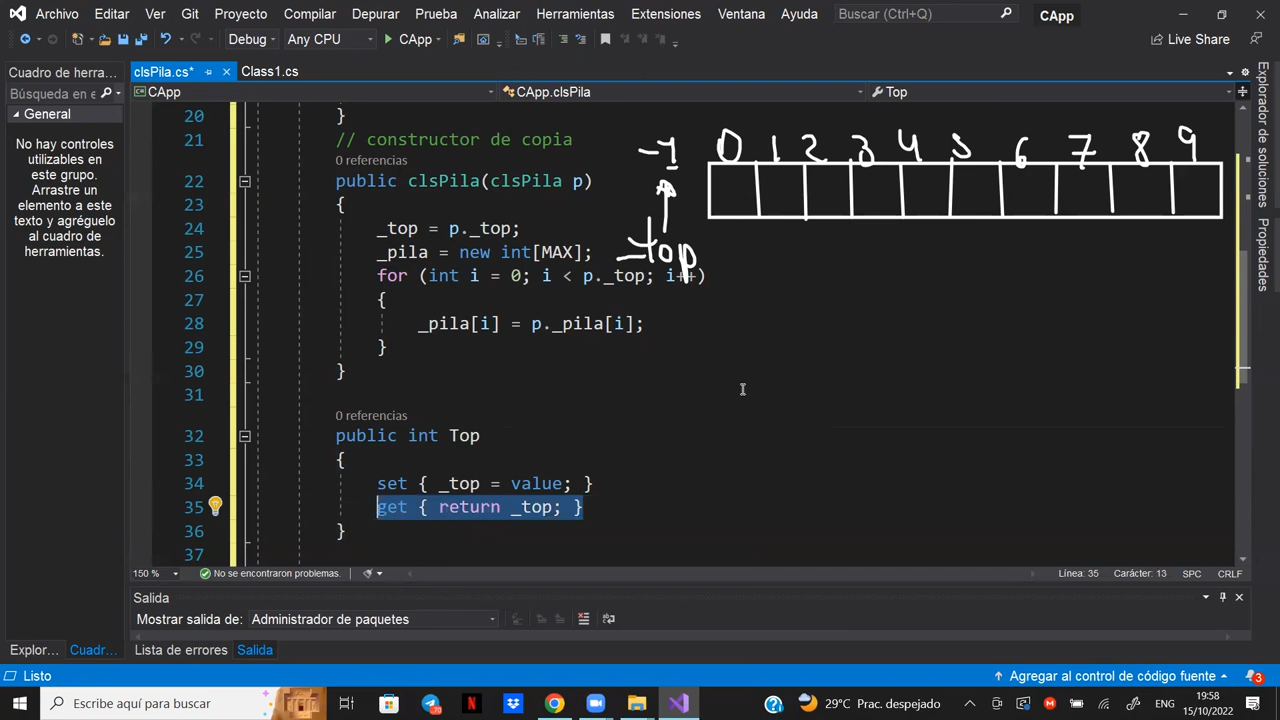 Archivo Editar Ver Git Proyecto Compilar Depurar Prueba Analizar Herramientas Extensiones Ventana Ayuda Buscar (Ctrl+Q) CApp
Debug Any CPU CApp Live Share
Cuadro de herra...
Búsqueda en e
General
No hay controles
utilizables en
este grupo.
Arrastre un
elemento a este
texto y agréguelo
al cuadro de
herramientas.
clsPila.cs* Class1.cs
CApp CApp.clsPila Top
20 }
21 // constructor de copia
0 referencias
22 public clsPila(clsPila p)
23 {
24 _top = p._top;
25 _pila = new int[MAX];
26 for (int i = 0; i < p._top; i++)
27 {
28 _pila[i] = p._pila[i];
29 }
30 }
31
0 referencias
32 public int Top
33 {
34 set { _top = value; }
35 get { return _top; }
36 }
37
-1 0 1 2 3 4 5 6 7 8 9
_top
Explorador de soluciones
Propiedades
150 % No se encontraron problemas. Línea: 35 Carácter: 13 SPC CRLF
Salida
Mostrar salida de: Administrador de paquetes
Explor... Cuadr... Lista de errores Salida
Listo Agregar al control de código fuente 3
Escribe aquí para buscar 29°C Prac. despejado ENG 19:58
15/10/2022